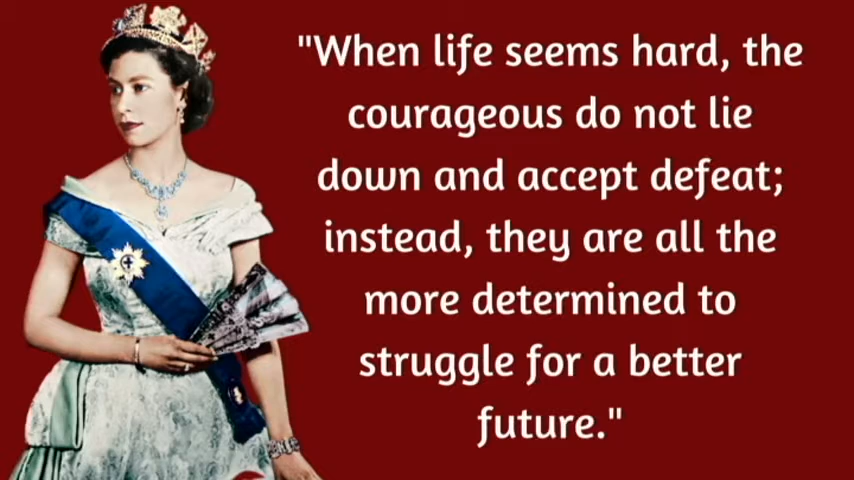 "When life seems hard, the
courageous do not lie
down and accept defeat;
instead, they are all the
more determined to
struggle for a better
future."